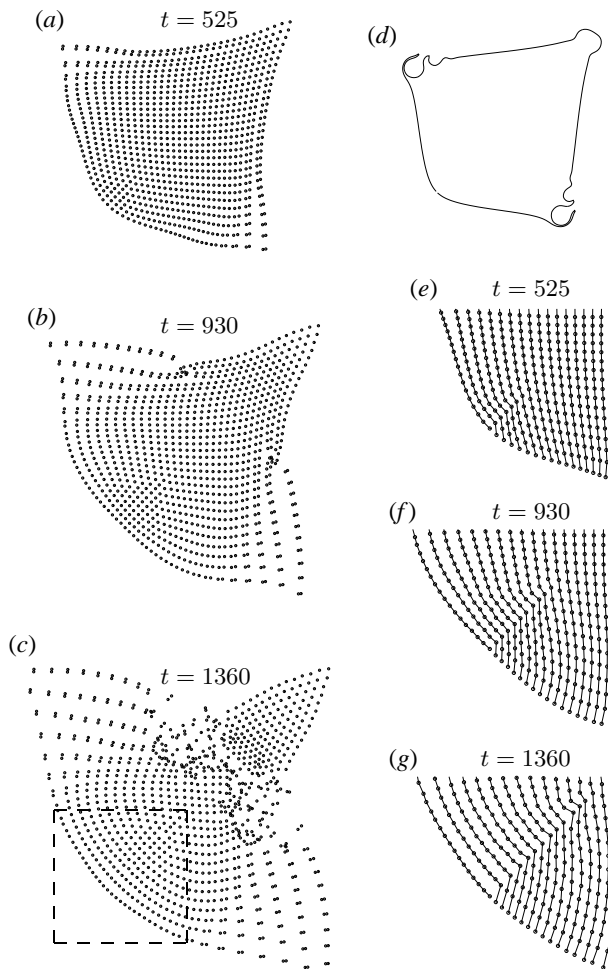 (a) t = 525
(d)
(b) t = 930
(e) t = 525
(f) t = 930
(c) t = 1360
(g) t = 1360